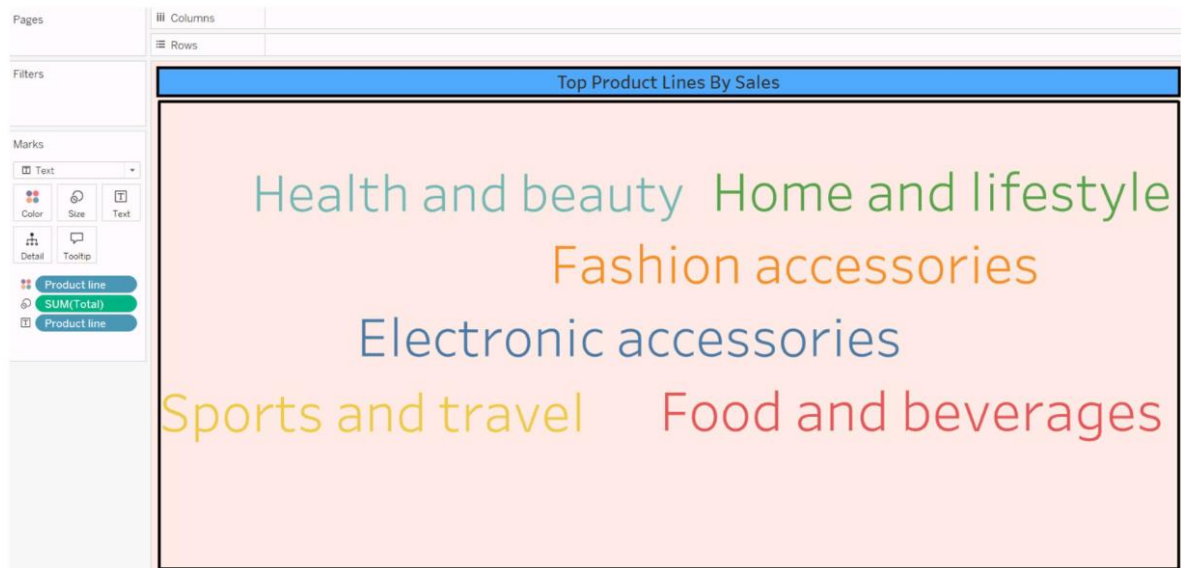 Pages
Columns
Rows
Filters
Top Product Lines By Sales
Marks
Text
Color Size Text
Detail Tooltip
Product line
SUM(Total)
Product line
Health and beauty Home and lifestyle
Fashion accessories
Electronic accessories
Sports and travel Food and beverages